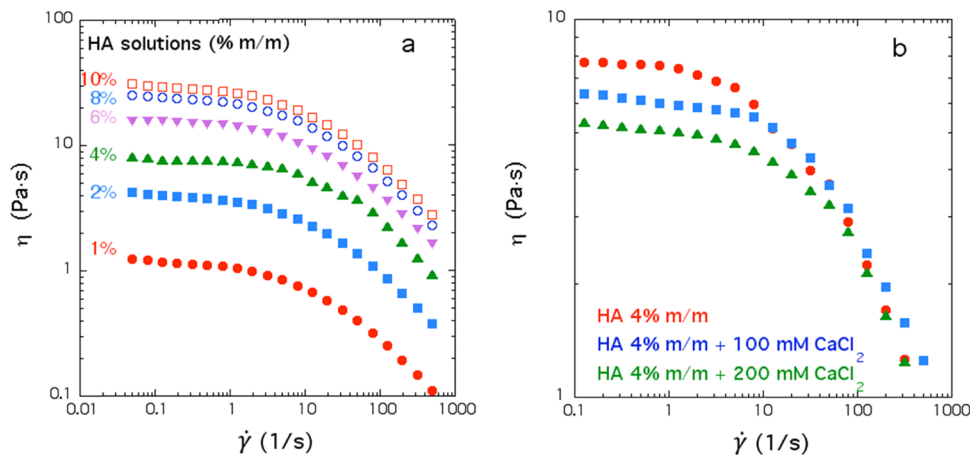 HA solutions (% m/m)
a
10%
8%
6%
4%
2%
1%
100
10
1
0.1
η (Pa·s)
0.01 0.1 1 10 100 1000
γ̇ (1/s)
b
10
1
η (Pa·s)
HA 4% m/m
HA 4% m/m + 100 mM CaCl₂
HA 4% m/m + 200 mM CaCl₂
0.1 1 10 100 1000
γ̇ (1/s)